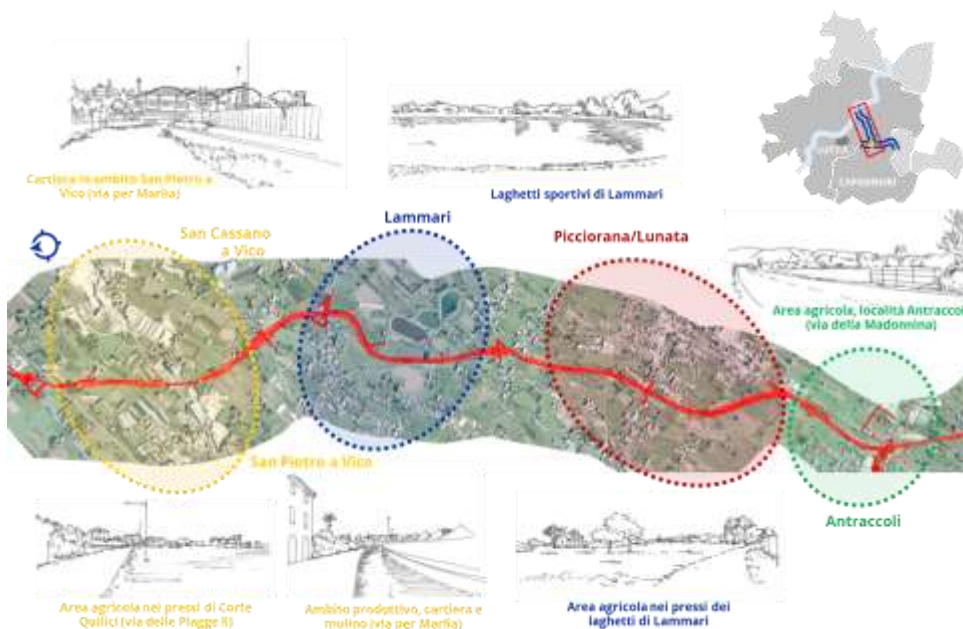 Cartiera in ambito San Pietro a
Vico (via per Marlia)
Laghetti sportivi di Lammari
San Cassano
a Vico
Lammari
Picciorana/Lunata
Area agricola, località Antraccoli
(via della Madonnina)
San Pietro a Vico
Antraccoli
Area agricola nei pressi di Corte
Quilici (via delle Piagge II)
Ambito produttivo, cartiera e
mulino (via per Marlia)
Area agricola nei pressi dei
laghetti di Lammari
LUCCA
CAPANNORI